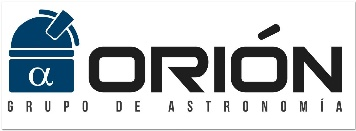 α ORIÓN
GRUPO DE ASTRONOMÍA